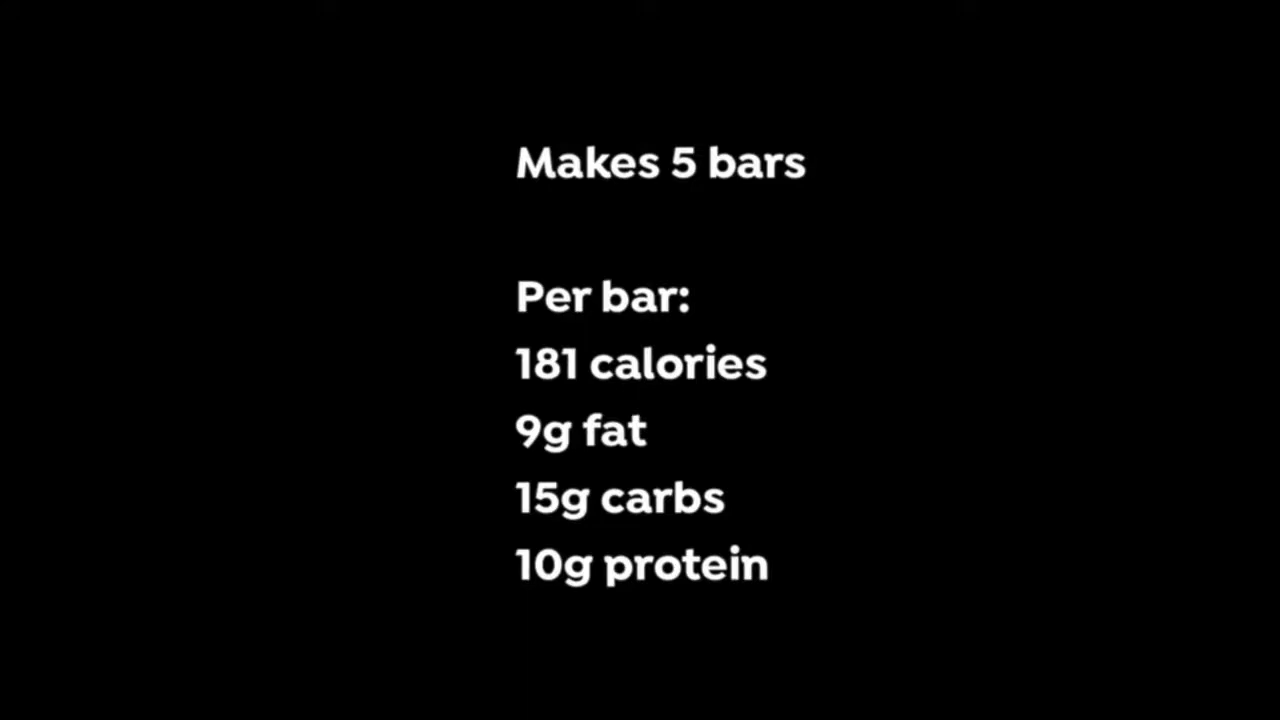 Makes 5 bars
Per bar:
181 calories
9g fat
15g carbs
10g protein